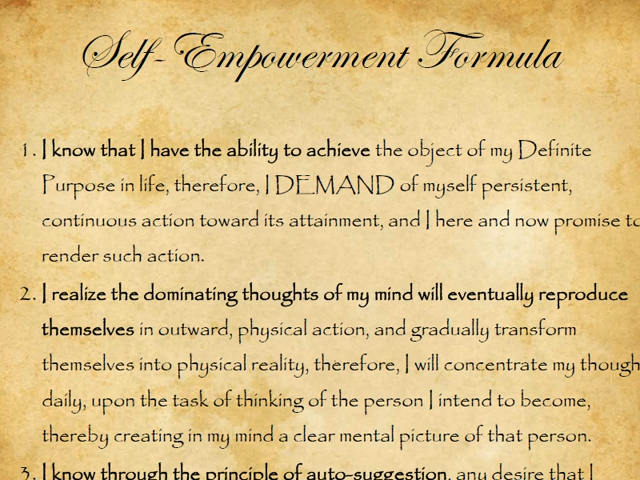 Self-Empowerment Formula
1. I know that I have the ability to achieve the object of my Definite
Purpose in life, therefore, I DEMAND of myself persistent,
continuous action toward its attainment, and I here and now promise to
render such action.
2. I realize the dominating thoughts of my mind will eventually reproduce
themselves in outward, physical action, and gradually transform
themselves into physical reality, therefore, I will concentrate my though
daily, upon the task of thinking of the person I intend to become,
thereby creating in my mind a clear mental picture of that person.
3. I know through the principle of auto-suggestion, any desire that I